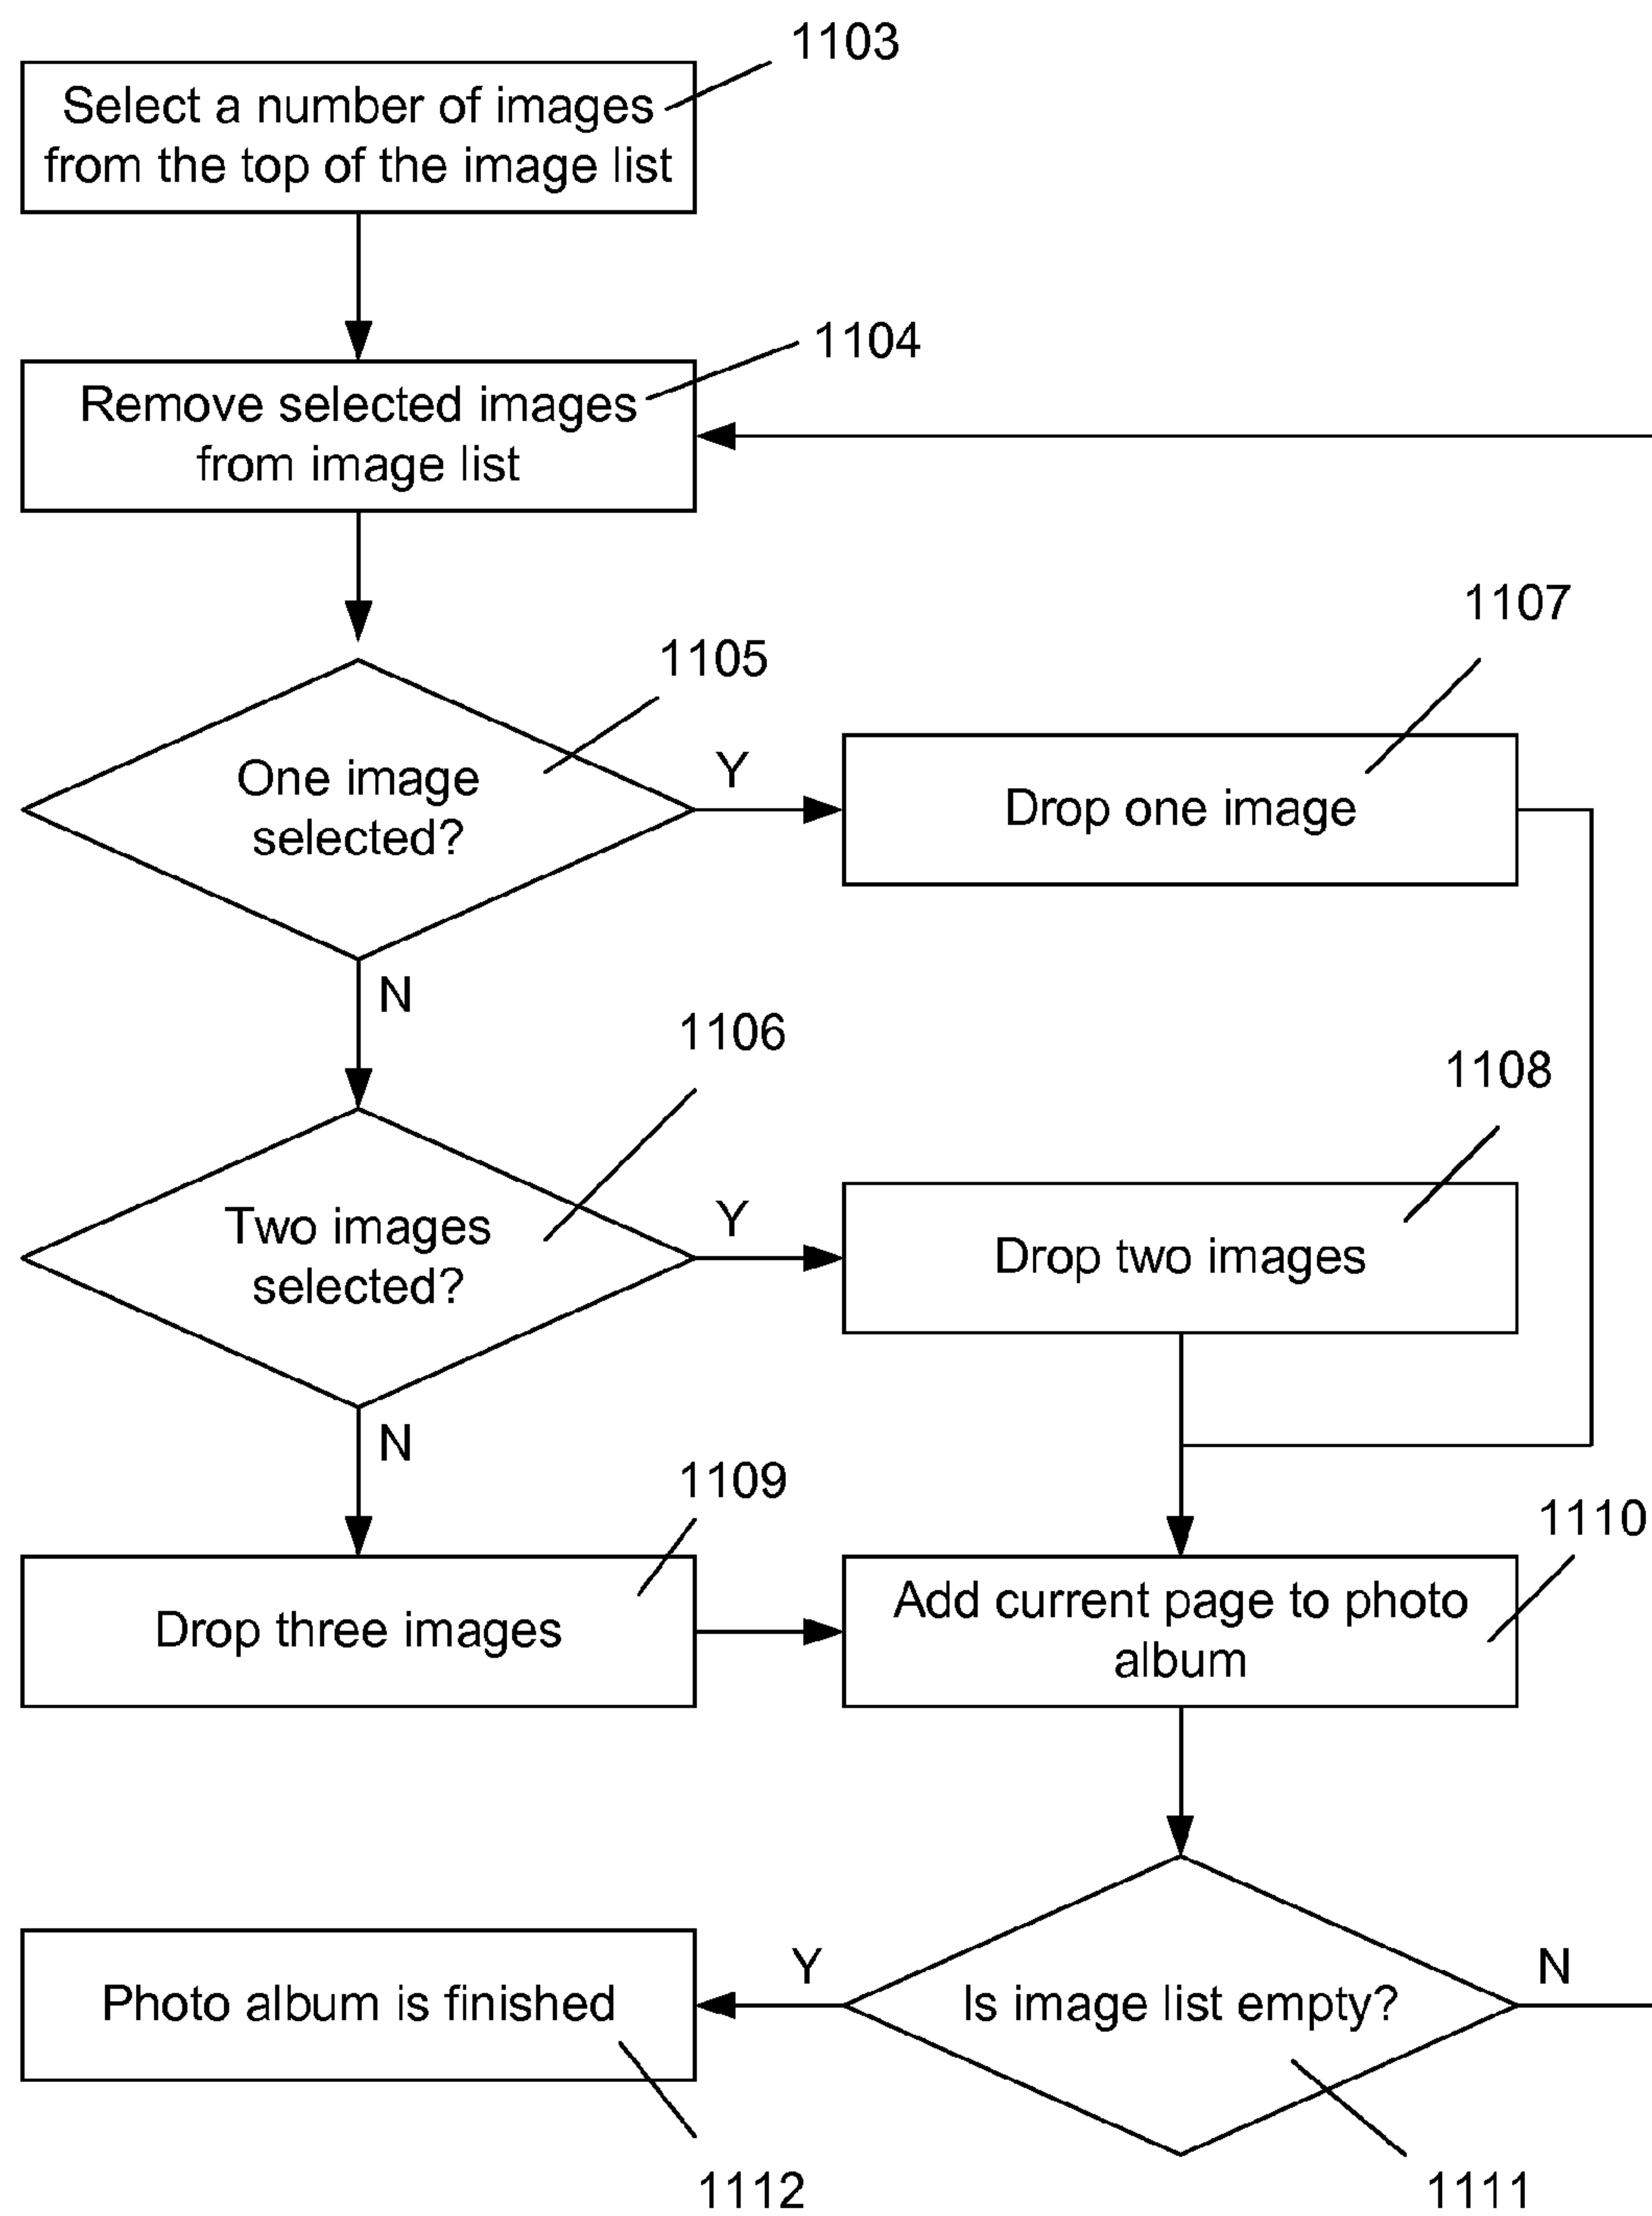 1103
Select a number of images
from the top of the image list
1104
Remove selected images
from image list
1107
1105
One image
selected?
Y
Drop one image
N
1106
1108
Two images
selected?
Y
Drop two images
N
1109
1110
Drop three images
Add current page to photo
album
Photo album is finished
Y
Is image list empty?
N
1112
1111